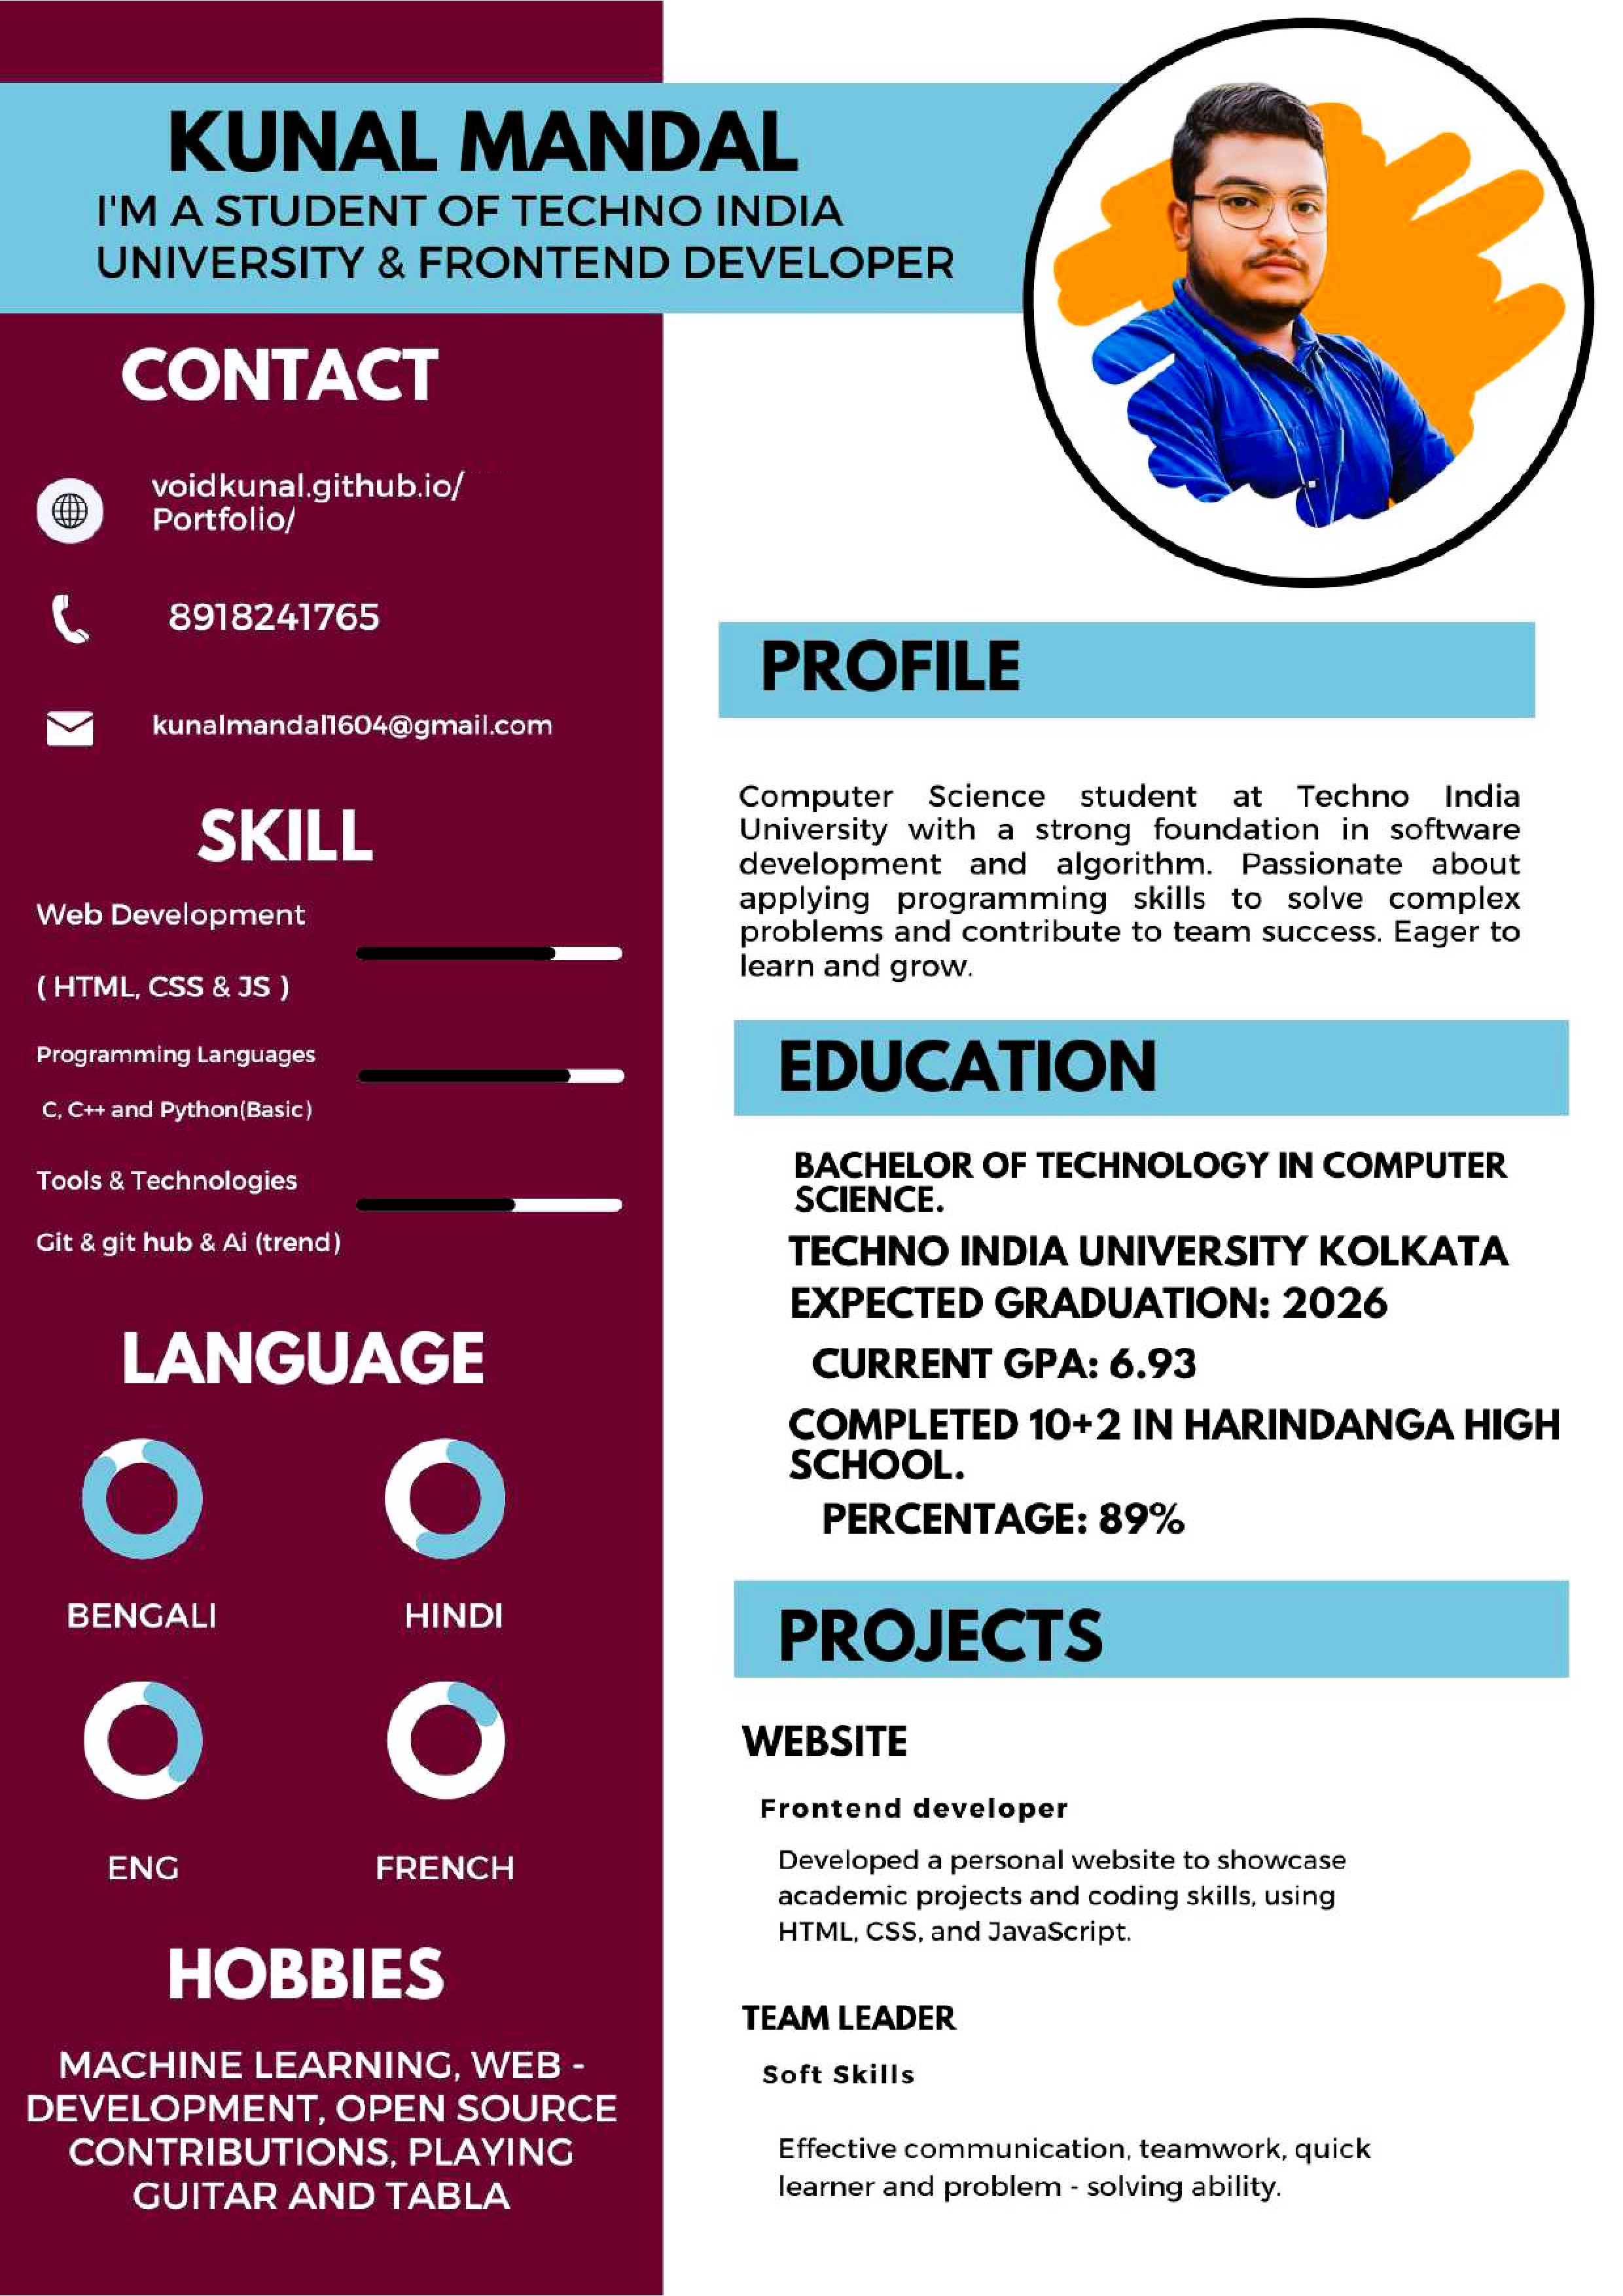 KUNAL MANDAL
I'M A STUDENT OF TECHNO INDIA
UNIVERSITY & FRONTEND DEVELOPER
CONTACT
voidkunal.github.io/
Portfolio/
8918241765
kunalmandal1604@gmail.com
SKILL
Web Development
( HTML, CSS & JS )
Programming Languages
C, C++ and Python(Basic)
Tools & Technologies
Git & git hub & Ai (trend)
LANGUAGE
BENGALI
HINDI
ENG
FRENCH
HOBBIES
MACHINE LEARNING, WEB -
DEVELOPMENT, OPEN SOURCE
CONTRIBUTIONS, PLAYING
GUITAR AND TABLA
PROFILE
Computer Science student at Techno India
University with a strong foundation in software
development and algorithm. Passionate about
applying programming skills to solve complex
problems and contribute to team success. Eager to
learn and grow.
EDUCATION
BACHELOR OF TECHNOLOGY IN COMPUTER
SCIENCE.
TECHNO INDIA UNIVERSITY KOLKATA
EXPECTED GRADUATION: 2026
CURRENT GPA: 6.93
COMPLETED 10+2 IN HARINDANGA HIGH
SCHOOL.
PERCENTAGE: 89%
PROJECTS
WEBSITE
Frontend developer
Developed a personal website to showcase
academic projects and coding skills, using
HTML, CSS, and JavaScript.
TEAM LEADER
Soft Skills
Effective communication, teamwork, quick
learner and problem - solving ability.